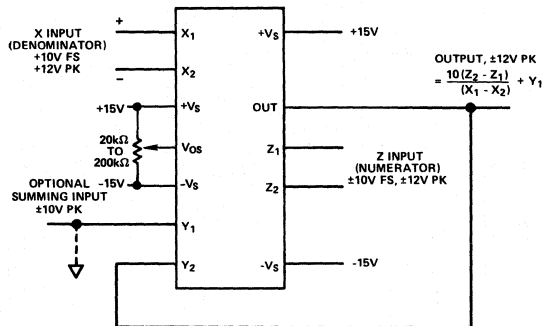 X INPUT
(DENOMINATOR)
+10V FS
+12V PK
+
−
X1
X2
+15V
+VS
20kΩ
TO
200kΩ
VOS
-15V
-VS
OPTIONAL
SUMMING INPUT
±10V PK
Y1
Y2
+VS
+15V
OUT
OUTPUT, ±12V PK
= 10(Z2 - Z1) / (X1 - X2) + Y1
Z1
Z2
Z INPUT
(NUMERATOR)
±10V FS, ±12V PK
-VS
-15V